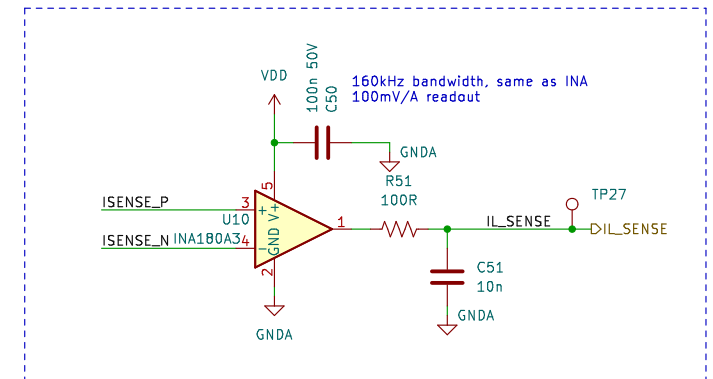 VDD
100n 50V
C50
160kHz bandwidth, same as INA
100mV/A readout
GNDA
R51
100R
TP27
ISENSE_P
3
5
V+
+
U10
1
IL_SENSE
IL_SENSE
ISENSE_N
INA180A3
4
-
GND
2
C51
10n
GNDA
GNDA